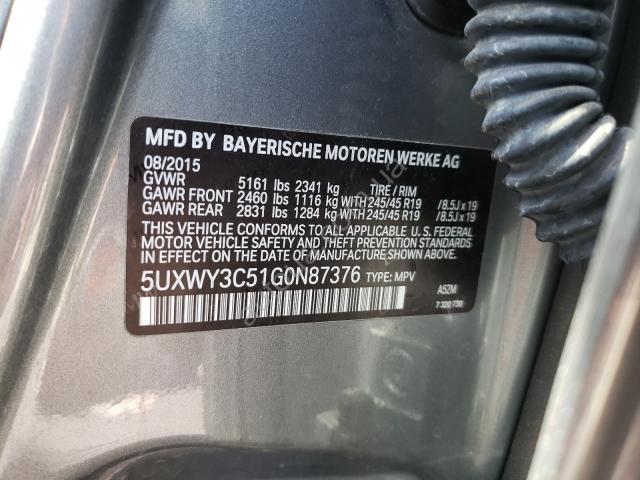 MFD BY BAYERISCHE MOTOREN WERKE AG
08/2015
GVWR 5161 lbs 2341 kg TIRE / RIM
GAWR FRONT 2460 lbs 1116 kg WITH 245/45 R19 /8.5J x 19
GAWR REAR 2831 lbs 1284 kg WITH 245/45 R19 /8.5J x 19
THIS VEHICLE CONFORMS TO ALL APPLICABLE U. S. FEDERAL
MOTOR VEHICLE SAFETY AND THEFT PREVENTION STANDARDS IN
EFFECT ON THE DATE OF MANUFACTURE SHOWN ABOVE.
5UXWY3C51G0N87376 TYPE: MPV
A52M
7 320 730